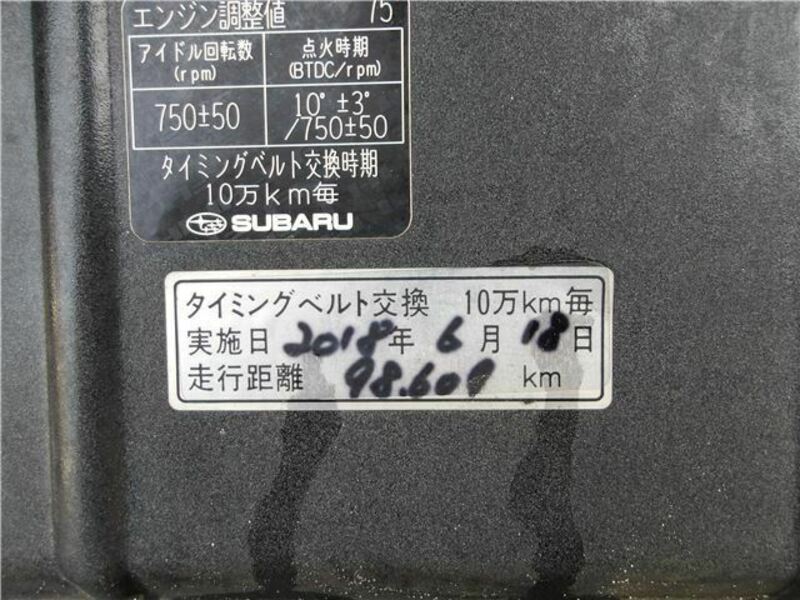 エンジン調整値 75
アイドル回転数 点火時期
(rpm) (BTDC/rpm)
750±50 10°±3°
/750±50
タイミングベルト交換時期
10万km毎
SUBARU
タイミングベルト交換 10万km毎
実施日 2018年 6月 18日
走行距離 98.609 km